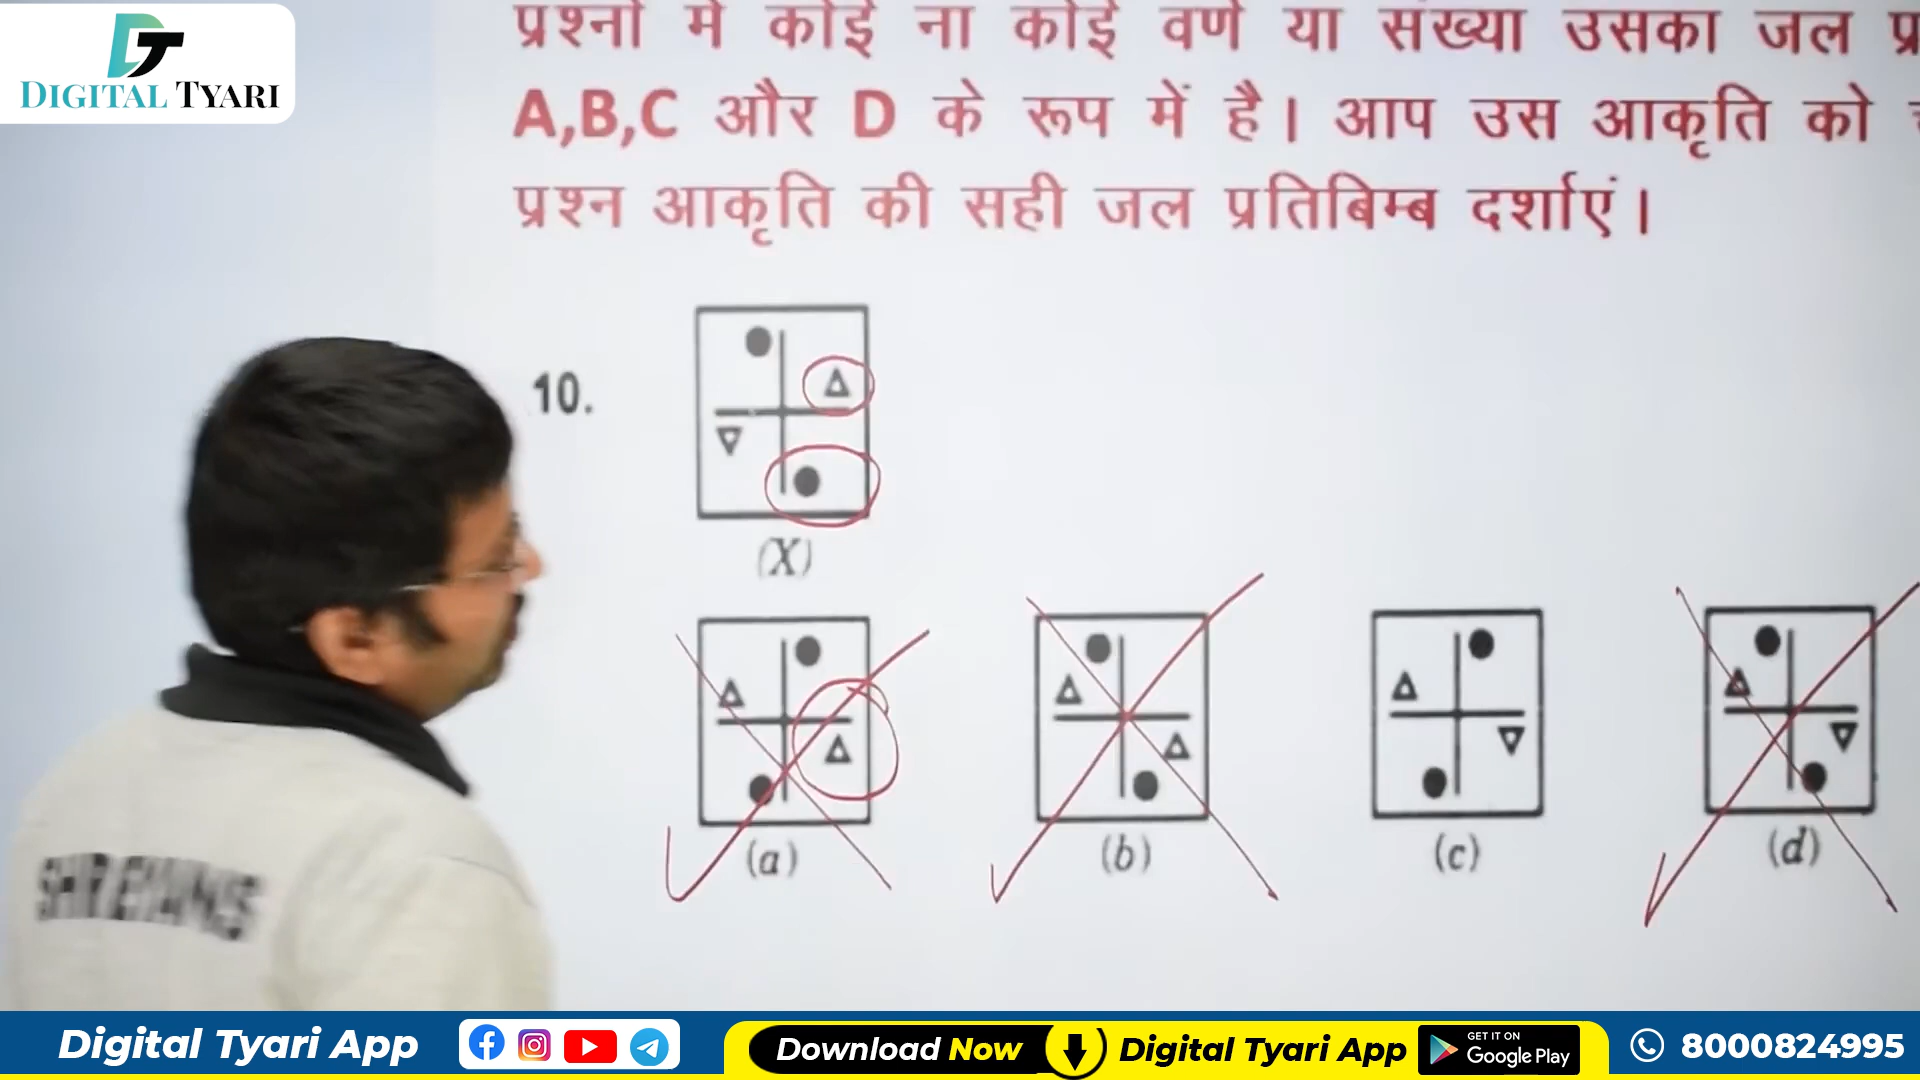 DIGITAL TYARI
प्रश्नों में कोई ना कोई वर्ण या संख्या उसका जल
A,B,C और D के रूप में है। आप उस आकृति को
प्रश्न आकृति की सही जल प्रतिबिम्ब दर्शाएं।
10.
(X)
(a) (b) (c) (d)
SHREYANS
Digital Tyari App
Download Now
Digital Tyari App
GET IT ON
Google Play
8000824995